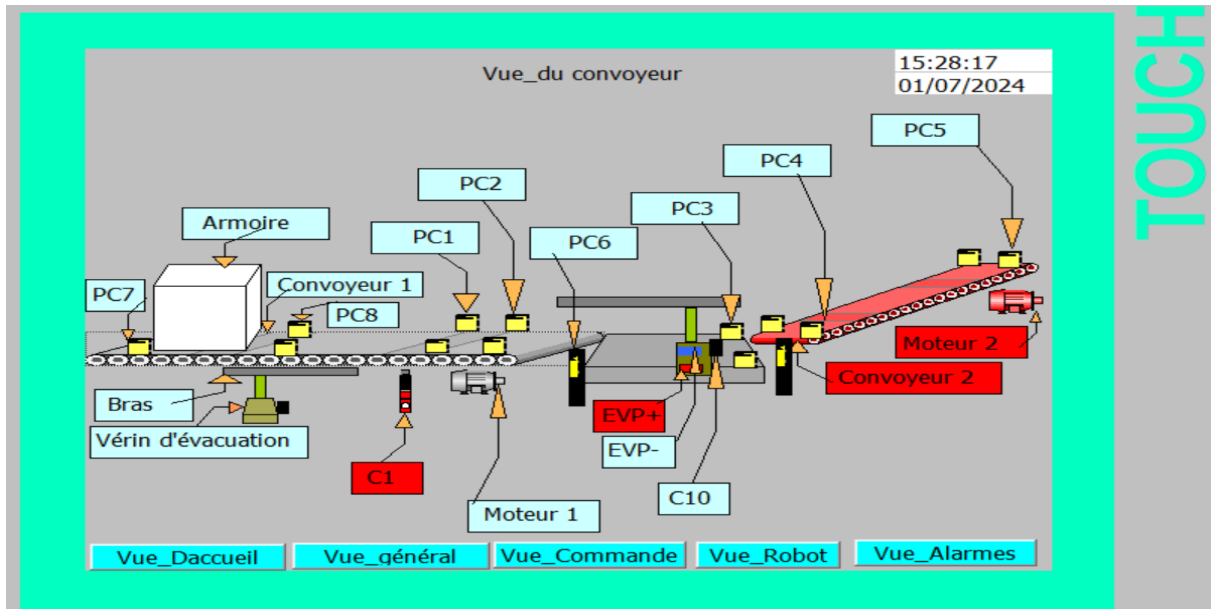 Vue_du convoyeur
15:28:17
01/07/2024
TOUCH
PC5
PC4
PC2
PC3
Armoire
PC1
PC6
Convoyeur 1
PC7
PC8
Moteur 2
Convoyeur 2
Bras
EVP+
Vérin d'évacuation
EVP-
C1
C10
Moteur 1
Vue_Daccueil
Vue_général
Vue_Commande
Vue_Robot
Vue_Alarmes